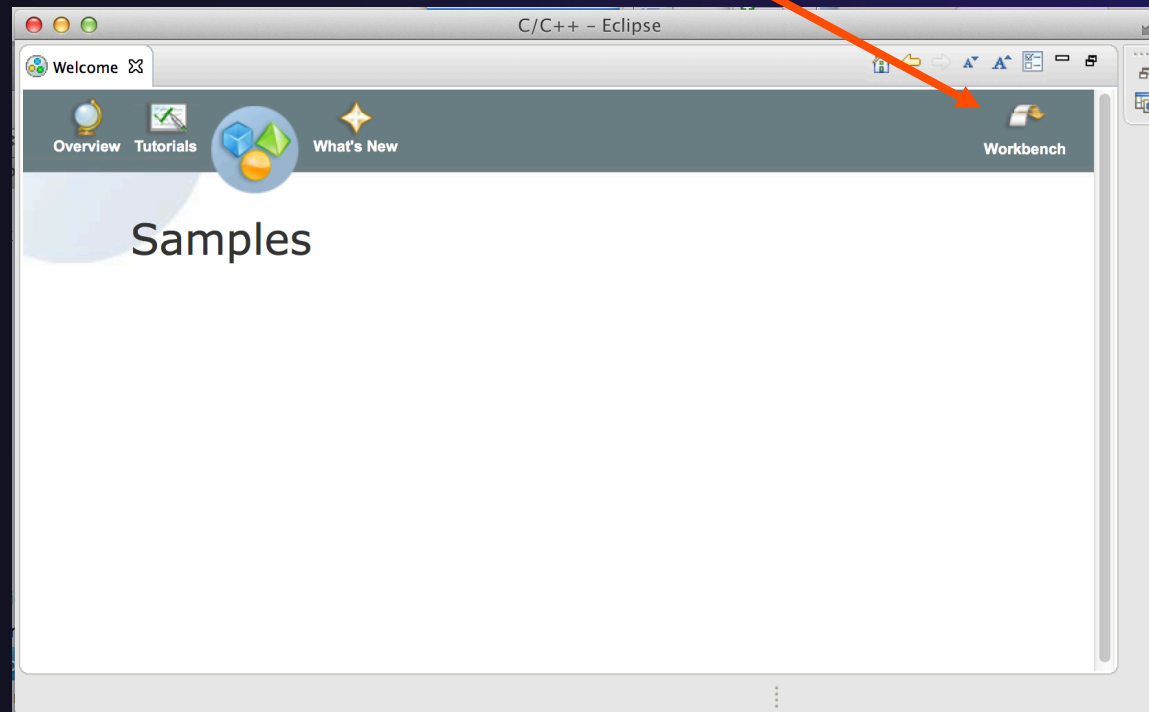 C/C++ – Eclipse
Welcome
Overview Tutorials What's New Workbench
Samples